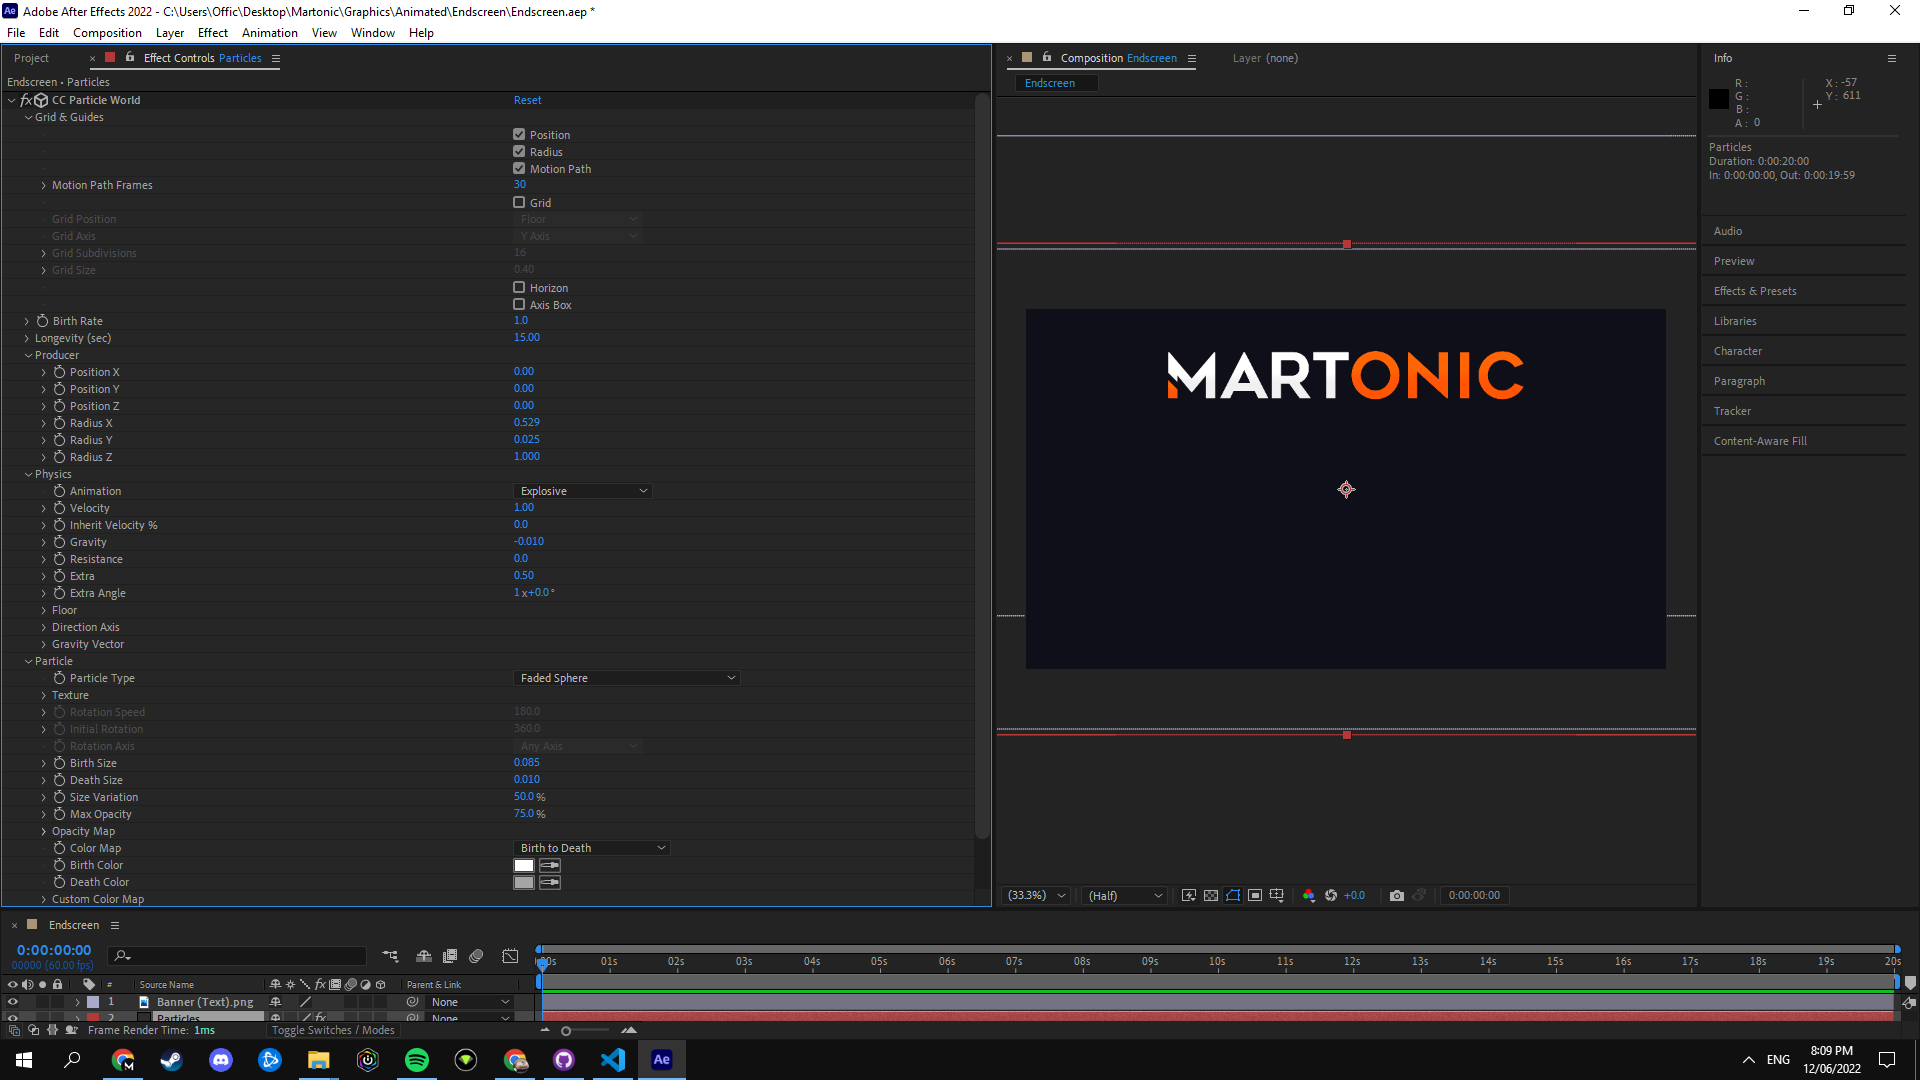 Adobe After Effects 2022 - C:\Users\Offic\Desktop\Martonic\Graphics\Animated\Endscreen\Endscreen.aep *
File Edit Composition Layer Effect Animation View Window Help
Project Effect Controls Particles
Composition Endscreen
Layer (none)
Info
Endscreen • Particles
Endscreen
R :
G :
B :
A : 0
X : -57
Y : 611
fx CC Particle World Reset
Grid & Guides
Position
Radius
Motion Path
Motion Path Frames 30
Grid
Grid Position Floor
Grid Axis Y Axis
Grid Subdivisions 16
Grid Size 0.40
Horizon
Axis Box
Birth Rate 1.0
Longevity (sec) 15.00
Producer
Position X 0.00
Position Y 0.00
Position Z 0.00
Radius X 0.529
Radius Y 0.025
Radius Z 1.000
Physics
Animation Explosive
Velocity 1.00
Inherit Velocity % 0.0
Gravity -0.010
Resistance 0.0
Extra 0.50
Extra Angle 1x+0.0°
Floor
Direction Axis
Gravity Vector
Particle
Particle Type Faded Sphere
Texture
Rotation Speed 180.0
Initial Rotation 360.0
Rotation Axis Any Axis
Birth Size 0.085
Death Size 0.010
Size Variation 50.0 %
Max Opacity 75.0 %
Opacity Map
Color Map Birth to Death
Birth Color
Death Color
Custom Color Map
MARTONIC
(33.3%) (Half) +0.0 0:00:00:00
Particles
Duration: 0:00:20:00
In: 0:00:00:00, Out: 0:00:19:59
Audio
Preview
Effects & Presets
Libraries
Character
Paragraph
Tracker
Content-Aware Fill
Endscreen
0:00:00:00
00000 (60.00 fps)
:00s 01s 02s 03s 04s 05s 06s 07s 08s 09s 10s 11s 12s 13s 14s 15s 16s 17s 18s 19s 20s
# Source Name fx Parent & Link
1 Banner (Text).png None
2 Particles fx None
Frame Render Time: 1ms Toggle Switches / Modes
Ae
ENG
8:09 PM
12/06/2022